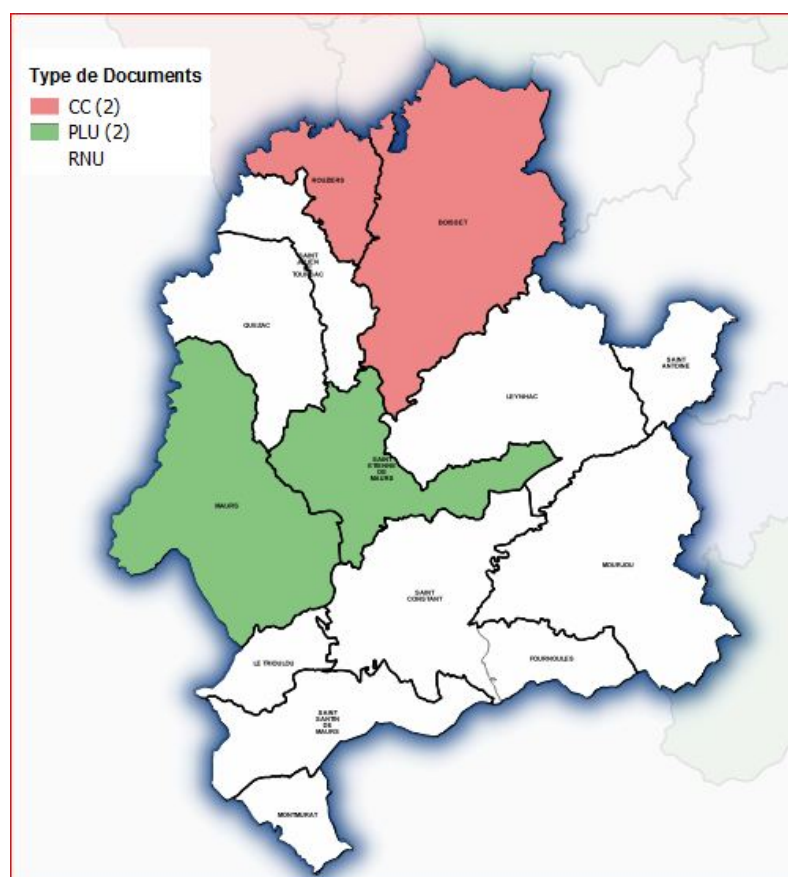 Type de Documents
CC (2)
PLU (2)
RNU
ROUZIERS
BOISSET
SAINT
JULIEN
TOURSAC
QUEZAC
SAINT
ANTOINE
LEYNHAC
SAINT
ETIENNE
DE
MAURS
MAURS
MOURJOU
SAINT
CONSTANT
FOURNOULES
LE TRIOULOU
SAINT
SANTIN
DE
MAURS
MONTMURAT